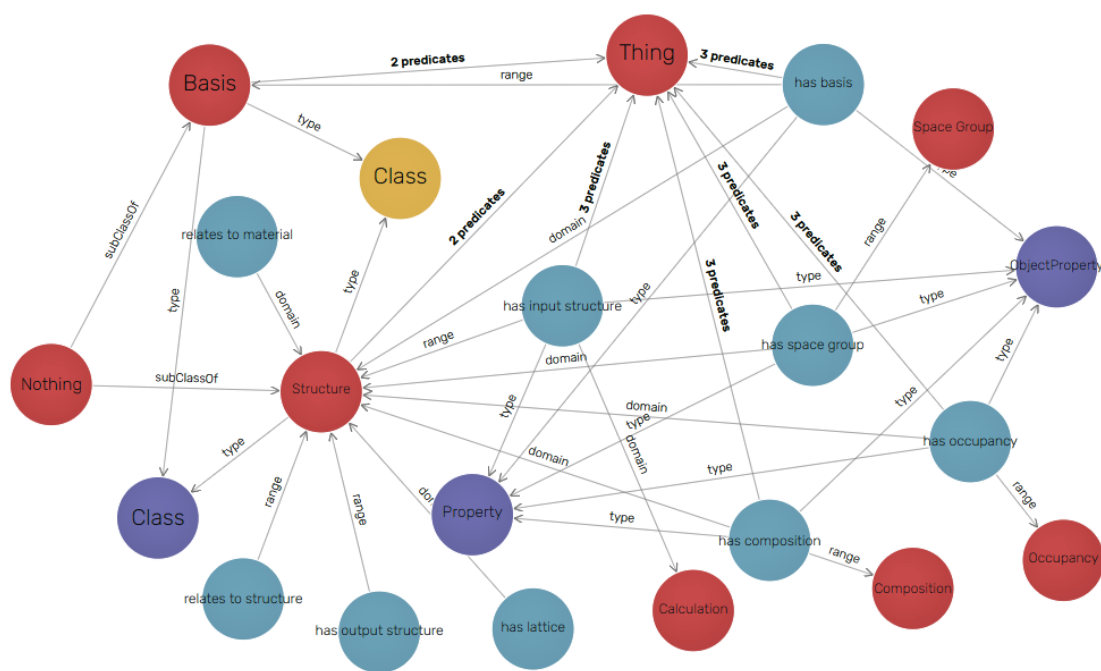 Thing
2 predicates
3 predicates
Basis
range
has basis
Space Group
type
Class
type
3 predicates
3 predicates
relates to material
subClassOf
2 predicates
domain
range
3 predicates
type
ObjectProperty
type
type
type
has input structure
type
domain
3 predicates
type
range
has space group
domain
Nothing
subClassOf
Structure
type
type
domain
type
has occupancy
type
domain
domain
type
range
range
Class
Property
type
has composition
range
Occupancy
Composition
relates to structure
has output structure
has lattice
Calculation